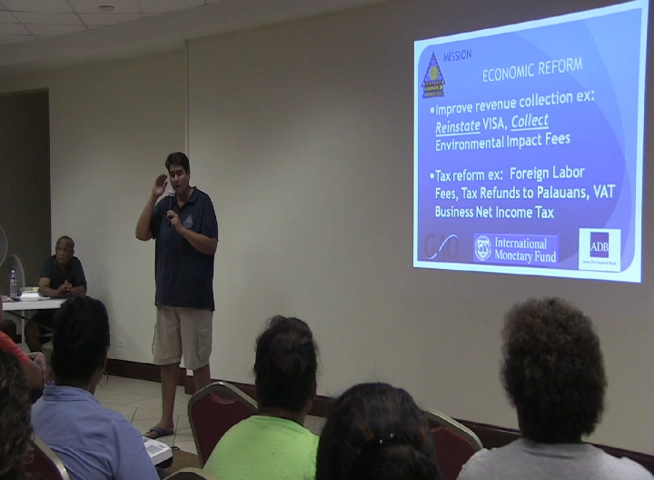 MISSION
ECONOMIC REFORM
•Improve revenue collection ex:
Reinstate VISA, Collect
Environmental Impact Fees
•Tax reform ex: Foreign Labor
Fees, Tax Refunds to Palauans, VAT
Business Net Income Tax
GAO
International
Monetary Fund
ADB